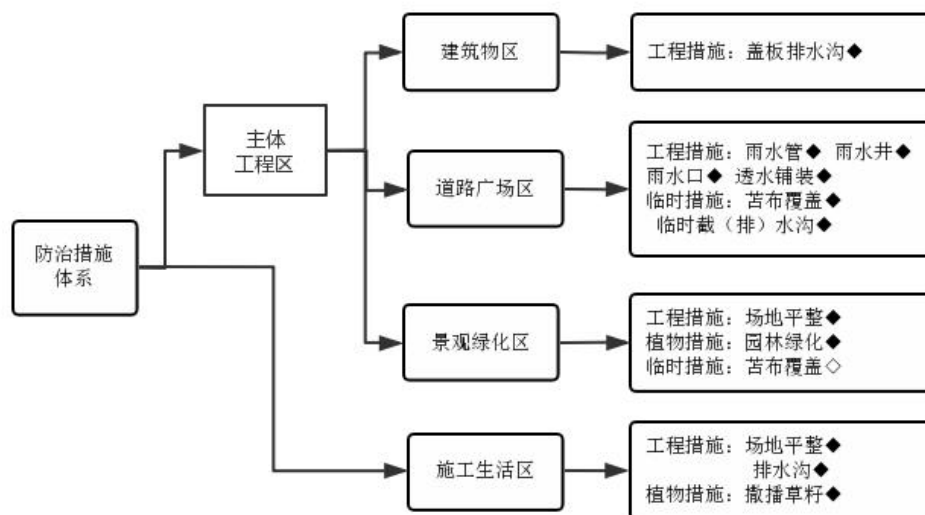 防治措施
体系
主体
工程区
建筑物区
工程措施：盖板排水沟◆
道路广场区
工程措施：雨水管◆ 雨水井◆
雨水口◆ 透水铺装◆
临时措施：苫布覆盖◆
临时截（排）水沟◆
景观绿化区
工程措施：场地平整◆
植物措施：园林绿化◆
临时措施：苫布覆盖◇
施工生活区
工程措施：场地平整◆
排水沟◆
植物措施：撒播草籽◆